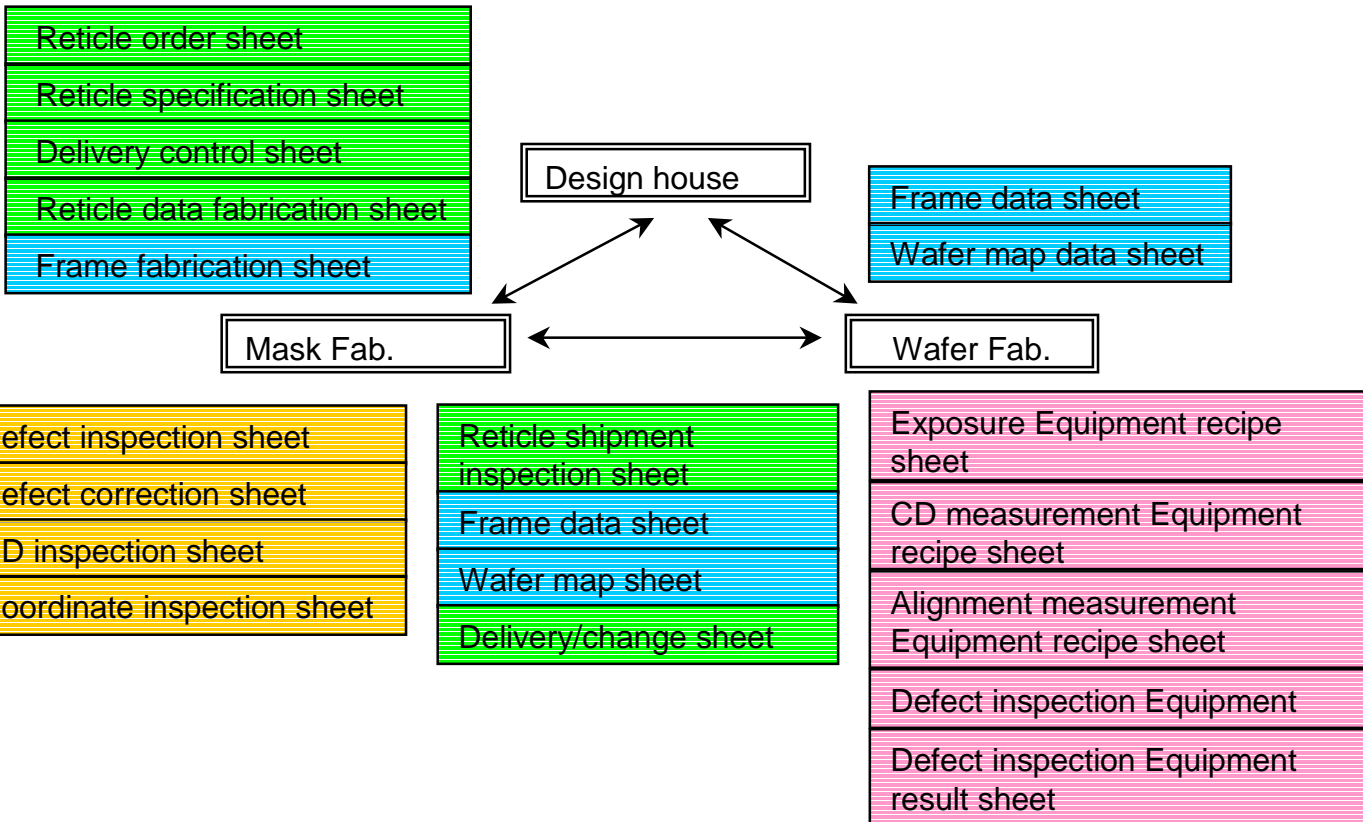 Reticle order sheet
Reticle specification sheet
Delivery control sheet
Reticle data fabrication sheet
Frame fabrication sheet
Design house
Frame data sheet
Wafer map data sheet
Mask Fab.
Wafer Fab.
efect inspection sheet
efect correction sheet
D inspection sheet
oordinate inspection sheet
Reticle shipment
inspection sheet
Frame data sheet
Wafer map sheet
Delivery/change sheet
Exposure Equipment recipe
sheet
CD measurement Equipment
recipe sheet
Alignment measurement
Equipment recipe sheet
Defect inspection Equipment
Defect inspection Equipment
result sheet